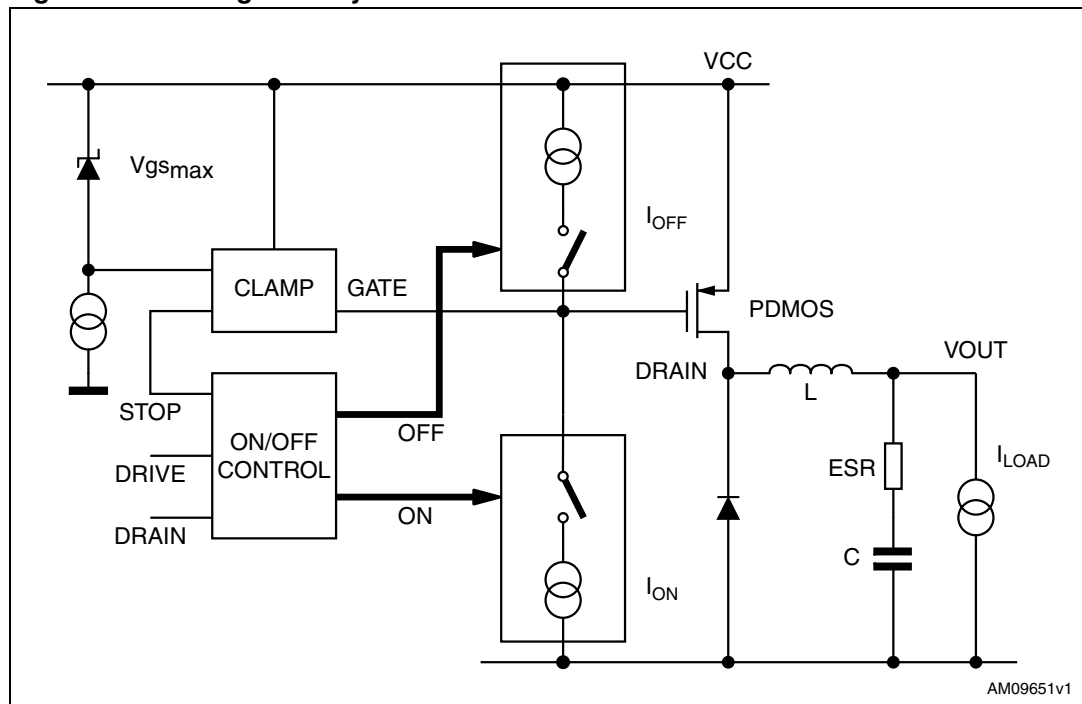 VCC
Vgsmax
IOFF
CLAMP
GATE
PDMOS
DRAIN
VOUT
L
STOP
OFF
ON/OFF
CONTROL
DRIVE
ESR
ILOAD
ON
DRAIN
C
ION
AM09651v1